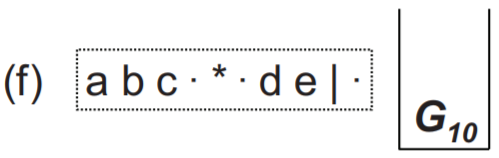 (f) a b c · * · d e | ·
G10